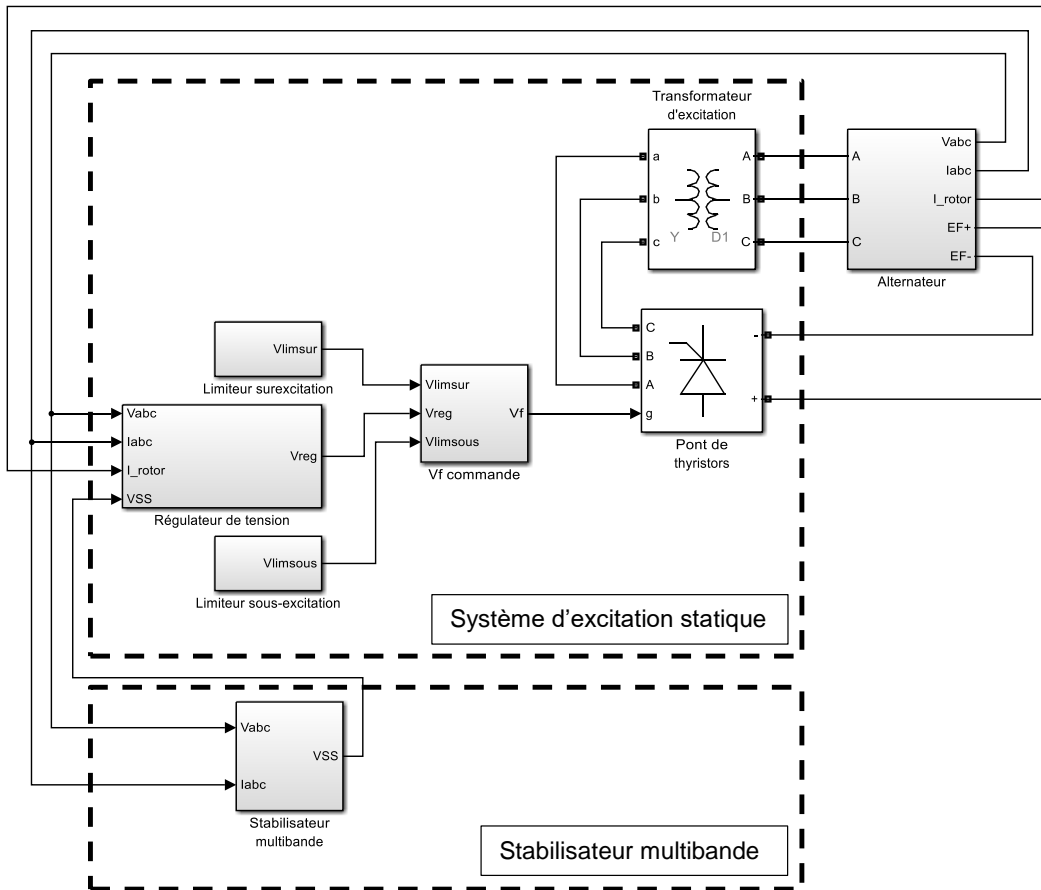 Transformateur
d'excitation
a
A
b
B
c
Y
D1
C
A
B
C
Vabc
Iabc
I_rotor
EF+
EF-
Alternateur
C
B
A
g
-
+
Pont de
thyristors
Vlimsur
Limiteur surexcitation
Vlimsur
Vreg
Vlimsous
Vf
Vf commande
Vabc
Iabc
I_rotor
VSS
Vreg
Régulateur de tension
Vlimsous
Limiteur sous-excitation
Système d'excitation statique
Vabc
Iabc
VSS
Stabilisateur
multibande
Stabilisateur multibande